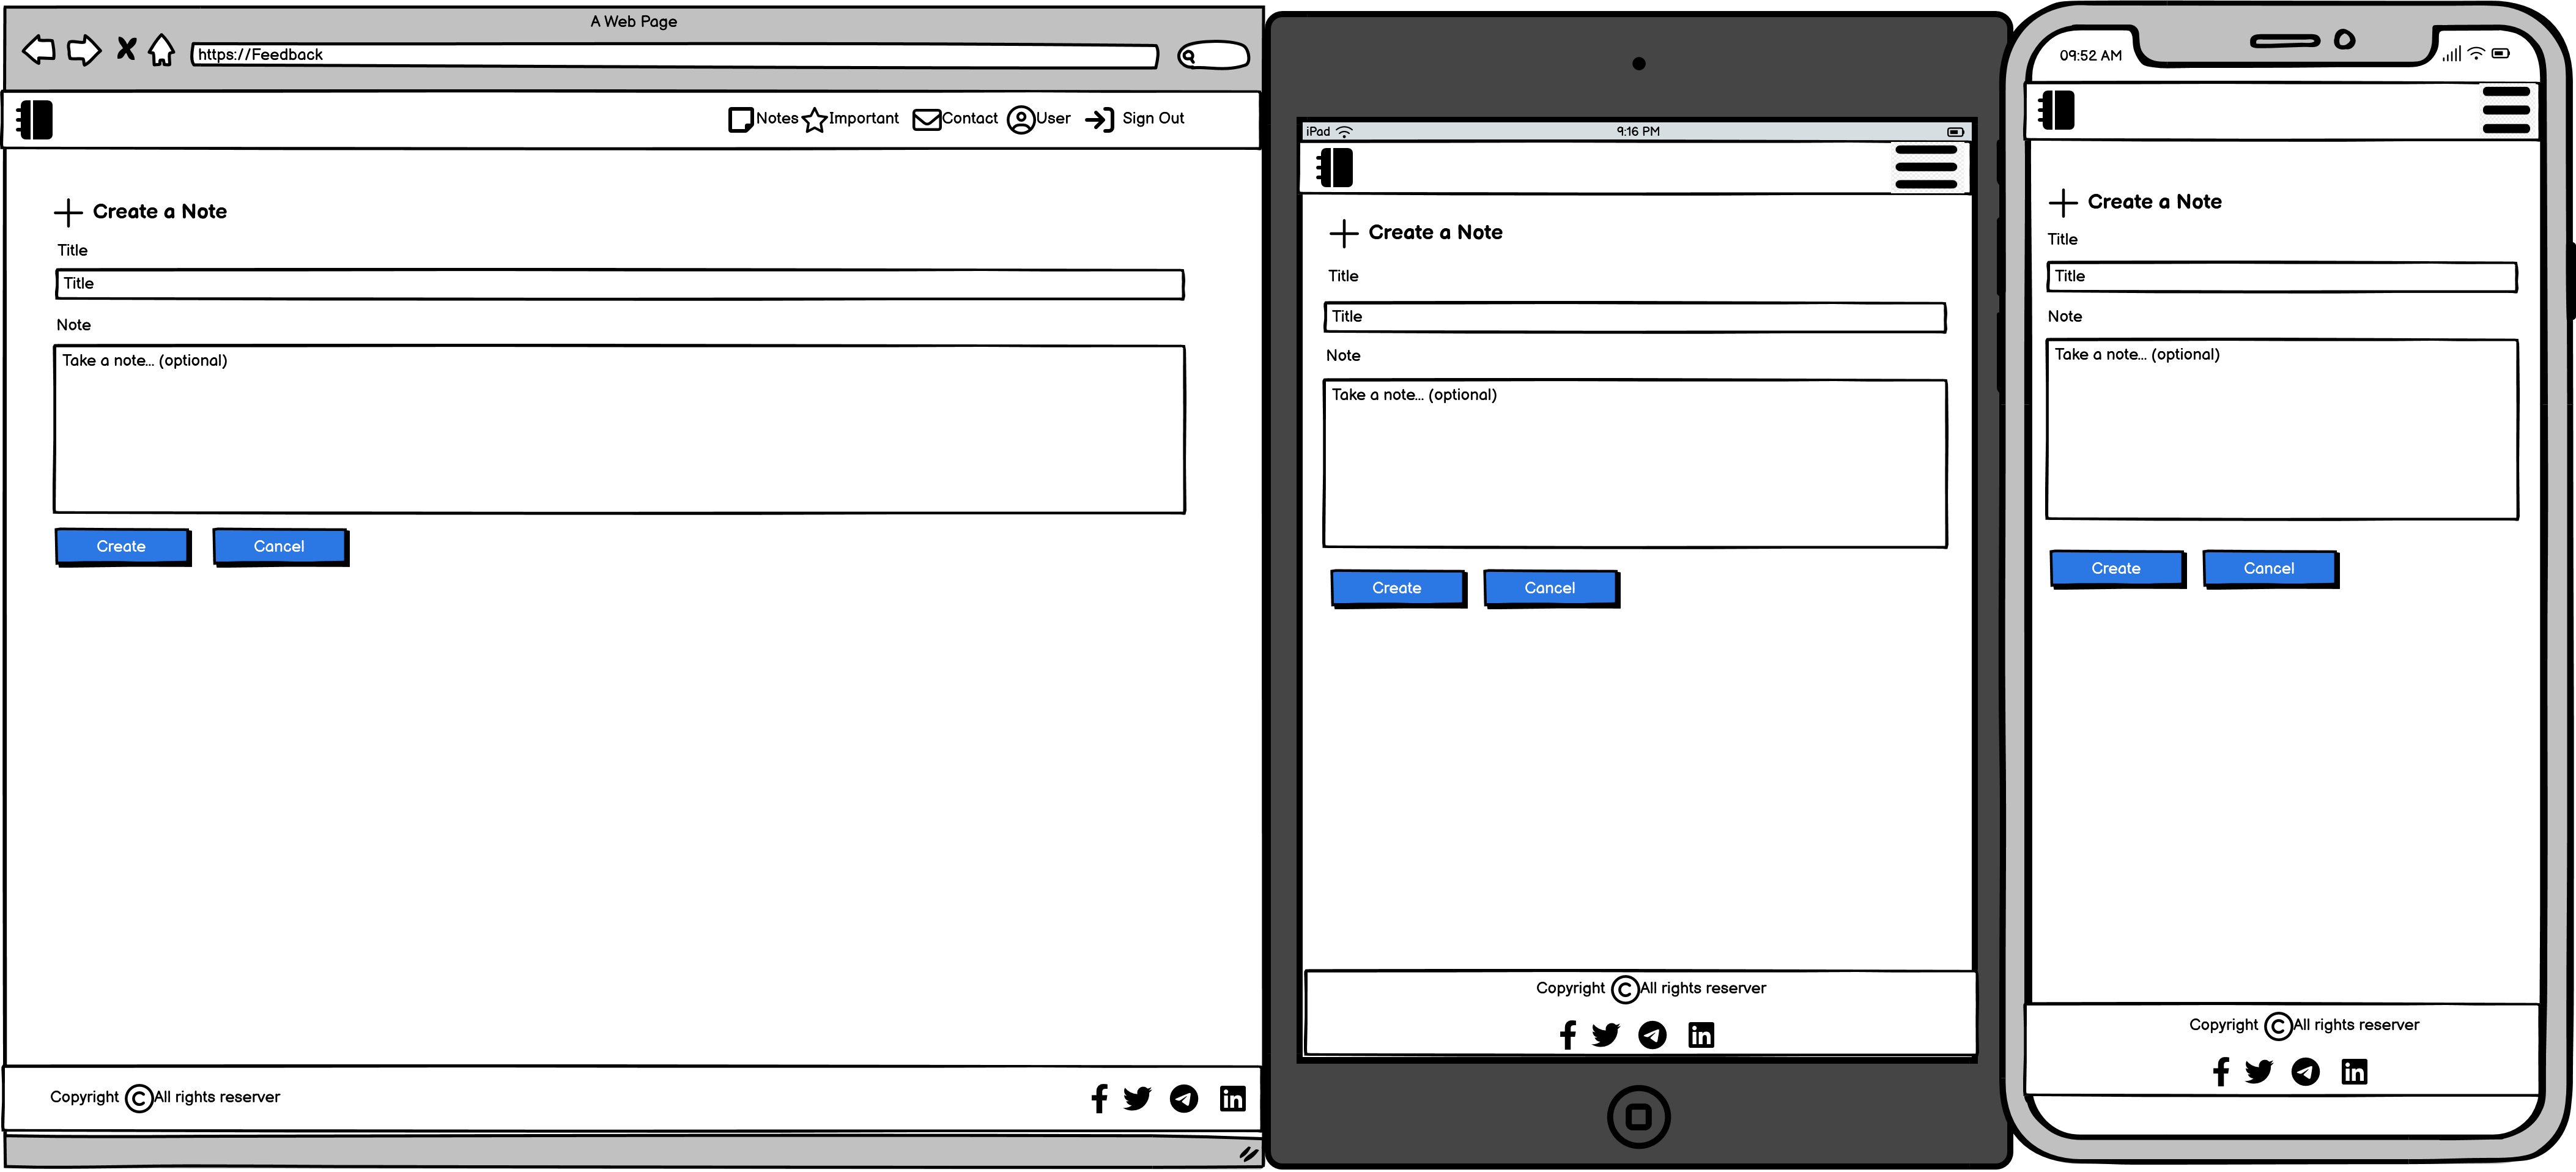 A Web Page
https://Feedback
Notes Important Contact User Sign Out
Create a Note
Title
Title
Note
Take a note... (optional)
Create Cancel
Copyright © All rights reserver
iPad 9:16 PM
Create a Note
Title
Title
Note
Take a note... (optional)
Create Cancel
Copyright © All rights reserver
09:52 AM
Create a Note
Title
Title
Note
Take a note... (optional)
Create Cancel
Copyright © All rights reserver